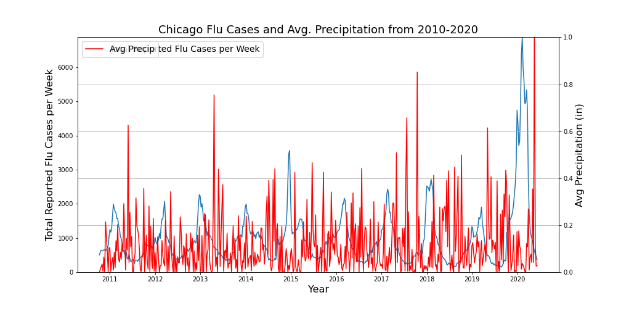 Chicago Flu Cases and Avg. Precipitation from 2010-2020
Avg Precipited Flu Cases per Week
Total Reported Flu Cases per Week
6000
5000
4000
3000
2000
1000
0
1.0
0.8
0.6
0.4
0.2
0.0
Avg Precipitation (in)
2011 2012 2013 2014 2015 2016 2017 2018 2019 2020
Year